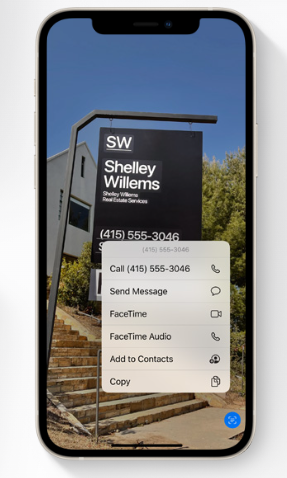 SW
Shelley
Willems
Shelley Willems
Real Estate Services
(415) 555-3046
(415) 555-3046
Call (415) 555-3046
Send Message
FaceTime
FaceTime Audio
Add to Contacts
Copy